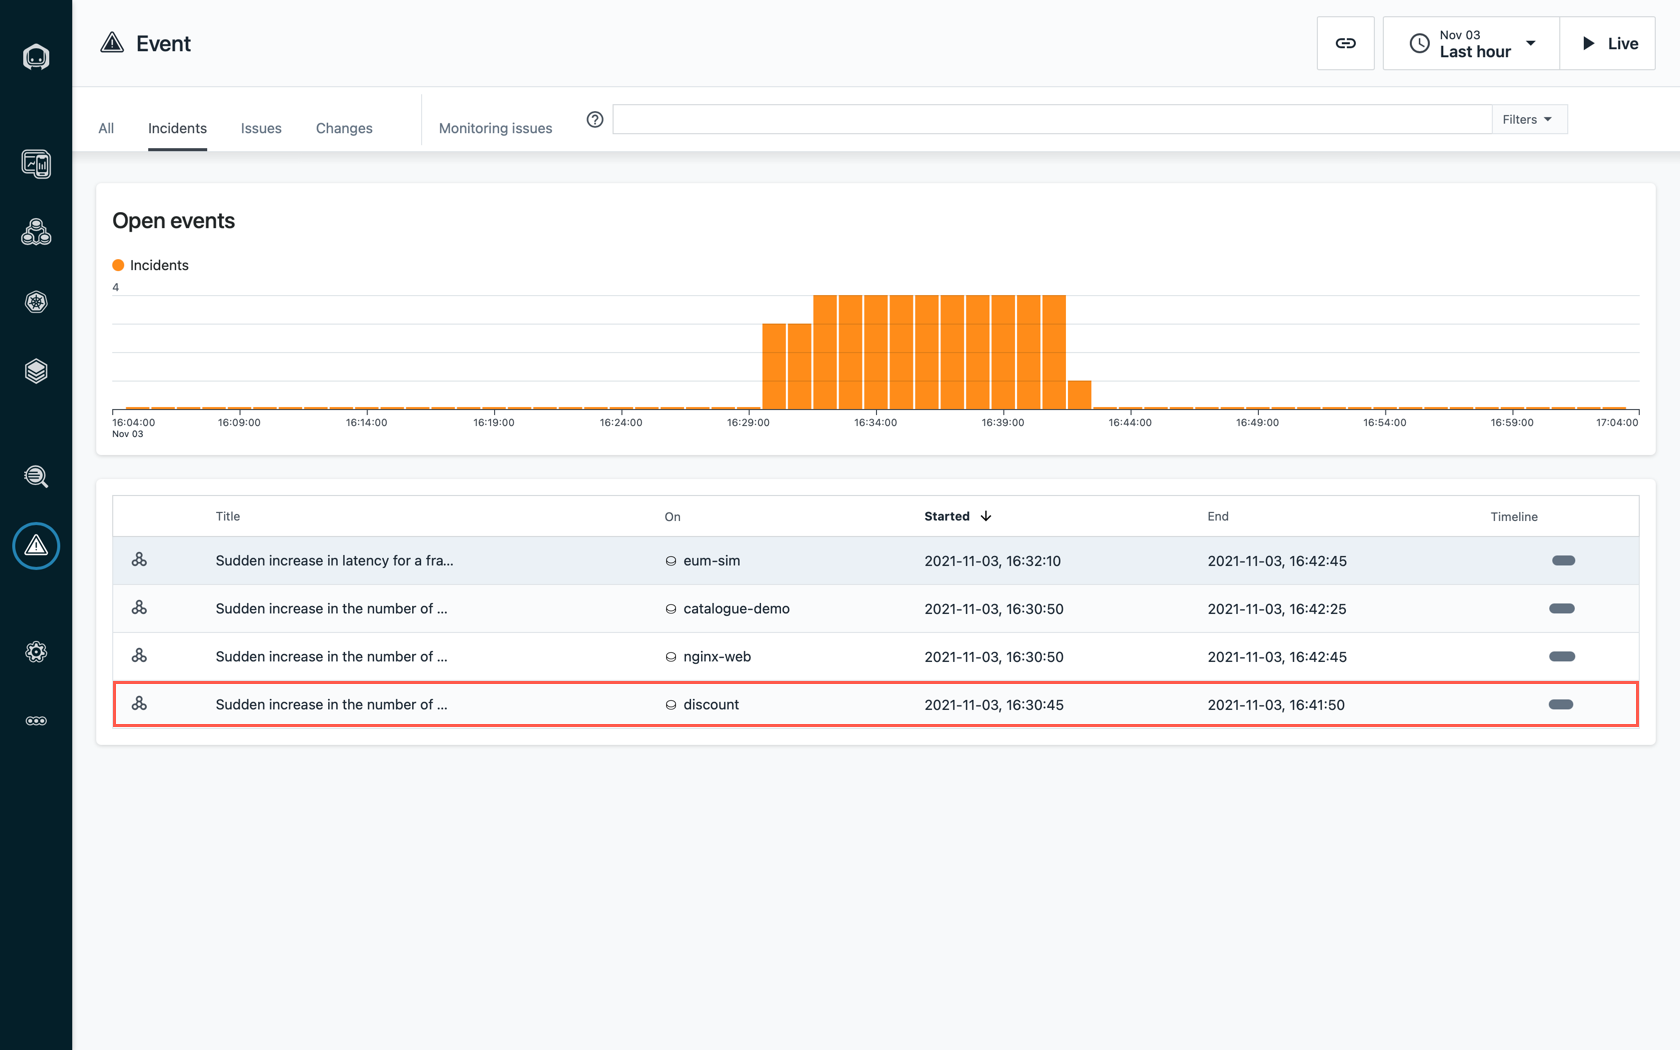 Event
Nov 03
Last hour
Live
All
Incidents
Issues
Changes
Monitoring issues
Filters
Open events
Incidents
4
16:04:00 16:09:00 16:14:00 16:19:00 16:24:00 16:29:00 16:34:00 16:39:00 16:44:00 16:49:00 16:54:00 16:59:00 17:04:00
Nov 03
Title On Started End Timeline
Sudden increase in latency for a fra... eum-sim 2021-11-03, 16:32:10 2021-11-03, 16:42:45
Sudden increase in the number of ... catalogue-demo 2021-11-03, 16:30:50 2021-11-03, 16:42:25
Sudden increase in the number of ... nginx-web 2021-11-03, 16:30:50 2021-11-03, 16:42:45
Sudden increase in the number of ... discount 2021-11-03, 16:30:45 2021-11-03, 16:41:50